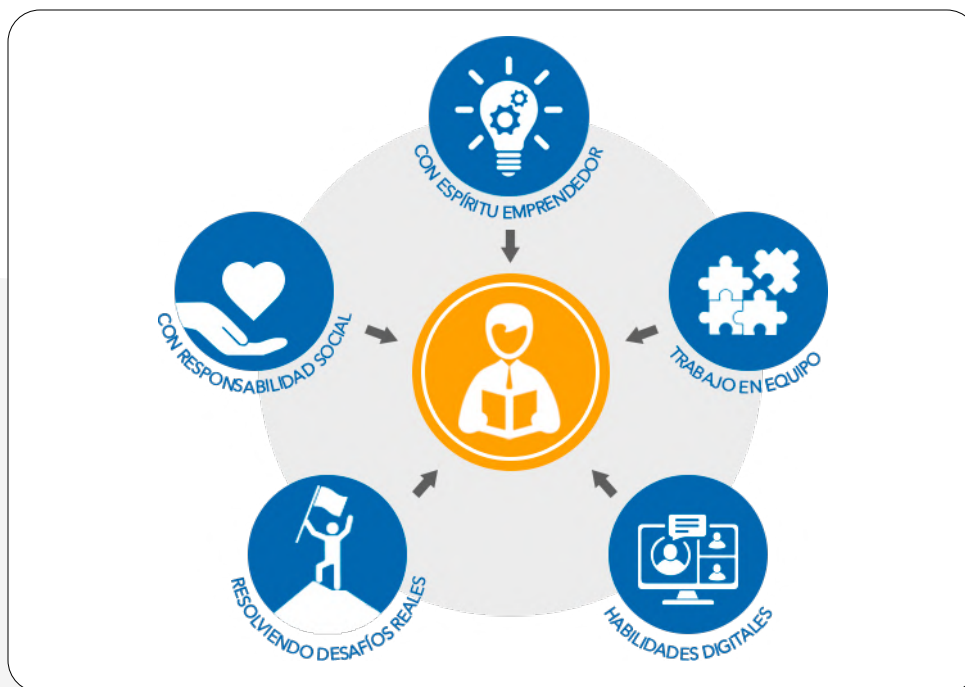 CON ESPÍRITU EMPRENDEDOR
CON RESPONSABILIDAD SOCIAL
TRABAJO EN EQUIPO
RESOLVIENDO DESAFÍOS REALES
HABILIDADES DIGITALES